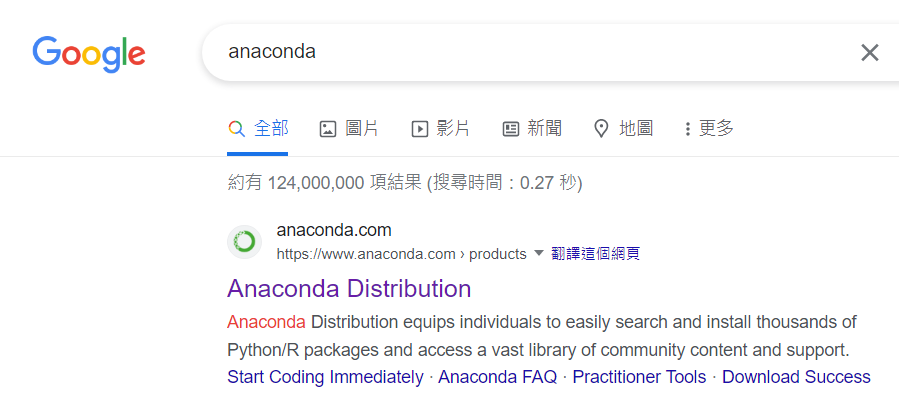 Google
anaconda
全部 圖片 影片 新聞 地圖 更多
約有 124,000,000 項結果 (搜尋時間：0.27 秒)
anaconda.com
https://www.anaconda.com › products 翻譯這個網頁
Anaconda Distribution
Anaconda Distribution equips individuals to easily search and install thousands of
Python/R packages and access a vast library of community content and support.
Start Coding Immediately · Anaconda FAQ · Practitioner Tools · Download Success